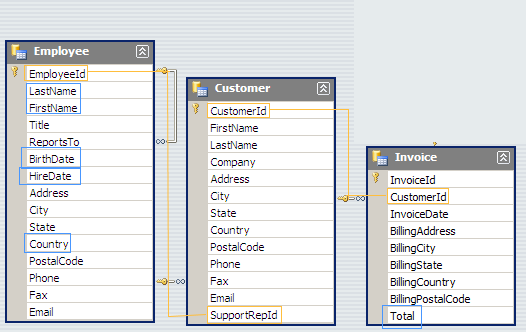 Employee
EmployeeId
LastName
FirstName
Title
ReportsTo
BirthDate
HireDate
Address
City
State
Country
PostalCode
Phone
Fax
Email
Customer
CustomerId
FirstName
LastName
Company
Address
City
State
Country
PostalCode
Phone
Fax
Email
SupportRepId
Invoice
InvoiceId
CustomerId
InvoiceDate
BillingAddress
BillingCity
BillingState
BillingCountry
BillingPostalCode
Total